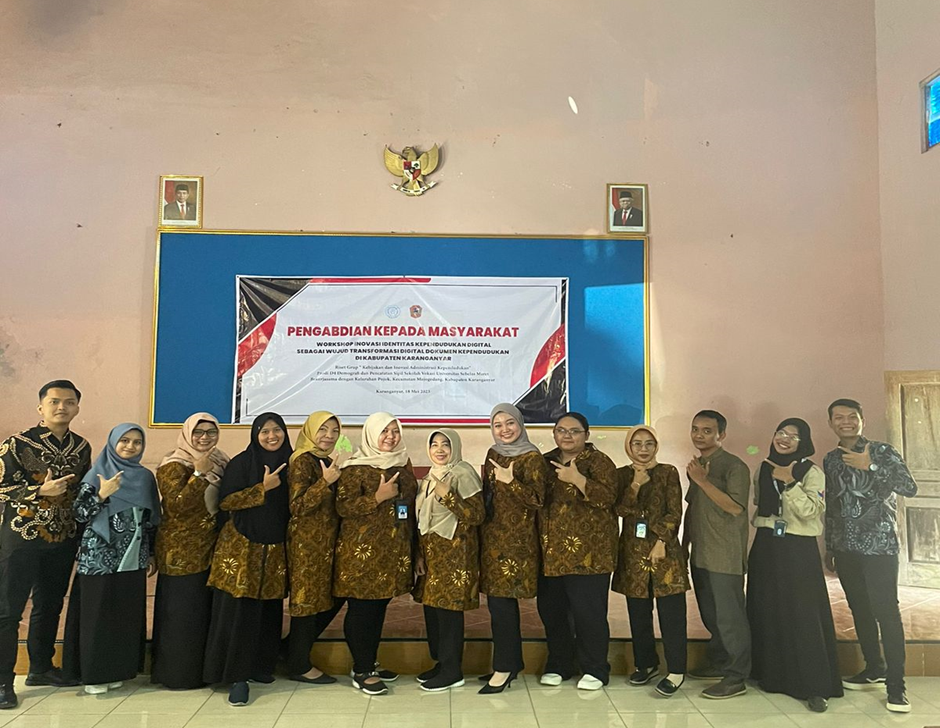 PENGABDIAN KEPADA MASYARAKAT
WORKSHOP INOVASI IDENTITAS KEPENDUDUKAN DIGITAL
SEBAGAI WUJUD TRANSFORMASI DIGITAL DOKUMEN KEPENDUDUKAN
DI KABUPATEN KARANGANYAR
Riset Grup " Kebijakan dan Inovasi Administrasi Kependudukan"
Prodi D4 Demografi dan Pencatatan Sipil Sekolah Vokasi Universitas Sebelas Maret
Kerjasama dengan Kelurahan Pojok, Kecamatan Mojogedang, Kabupaten Karanganyar
Karanganyar, 18 Mei 2025